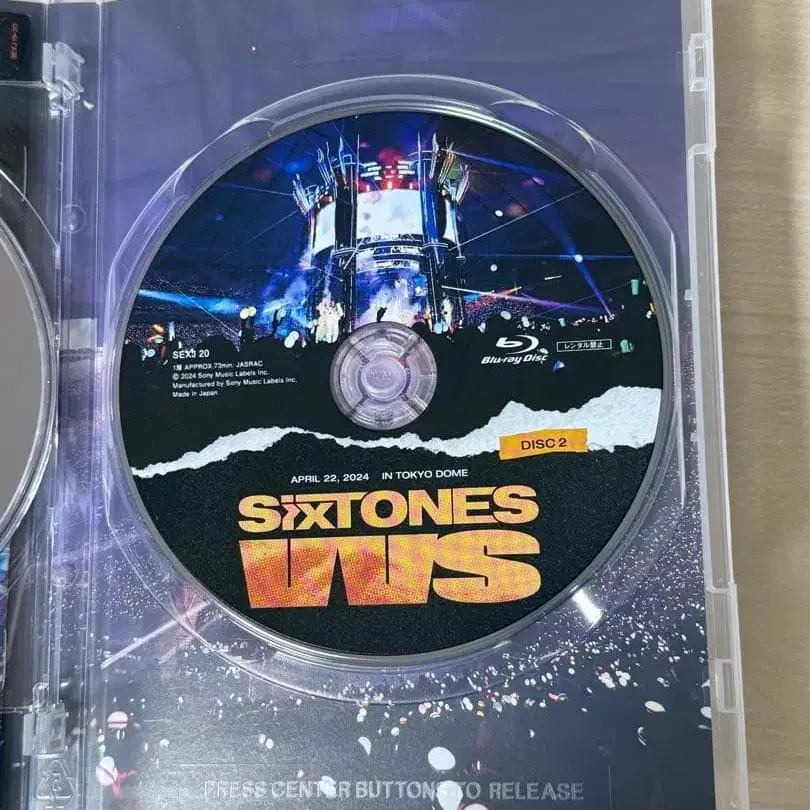 SEXJ 20
1層 APPROX.73min. JASRAC
© 2024 Sony Music Labels Inc.
Manufactured by Sony Music Labels Inc.
Made in Japan.
Blu-ray Disc
レンタル禁止
DISC 2
APRIL 22, 2024 IN TOKYO DOME
SixTONES
VVS
PRESS CENTER BUTTONS TO RELEASE